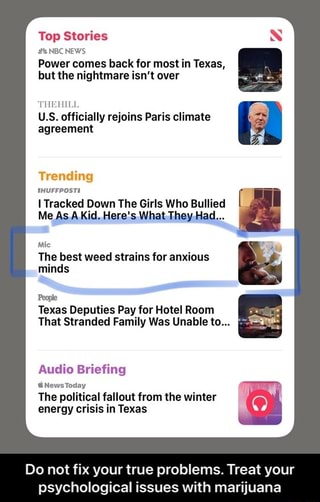 Top Stories
NBC NEWS
Power comes back for most in Texas,
but the nightmare isn't over
THEHILL
U.S. officially rejoins Paris climate
agreement
Trending
IHUFFPOSTI
I Tracked Down The Girls Who Bullied
Me As A Kid. Here's What They Had...
Mic
The best weed strains for anxious
minds
People
Texas Deputies Pay for Hotel Room
That Stranded Family Was Unable to...
Audio Briefing
News Today
The political fallout from the winter
energy crisis in Texas
Do not fix your true problems. Treat your
psychological issues with marijuana